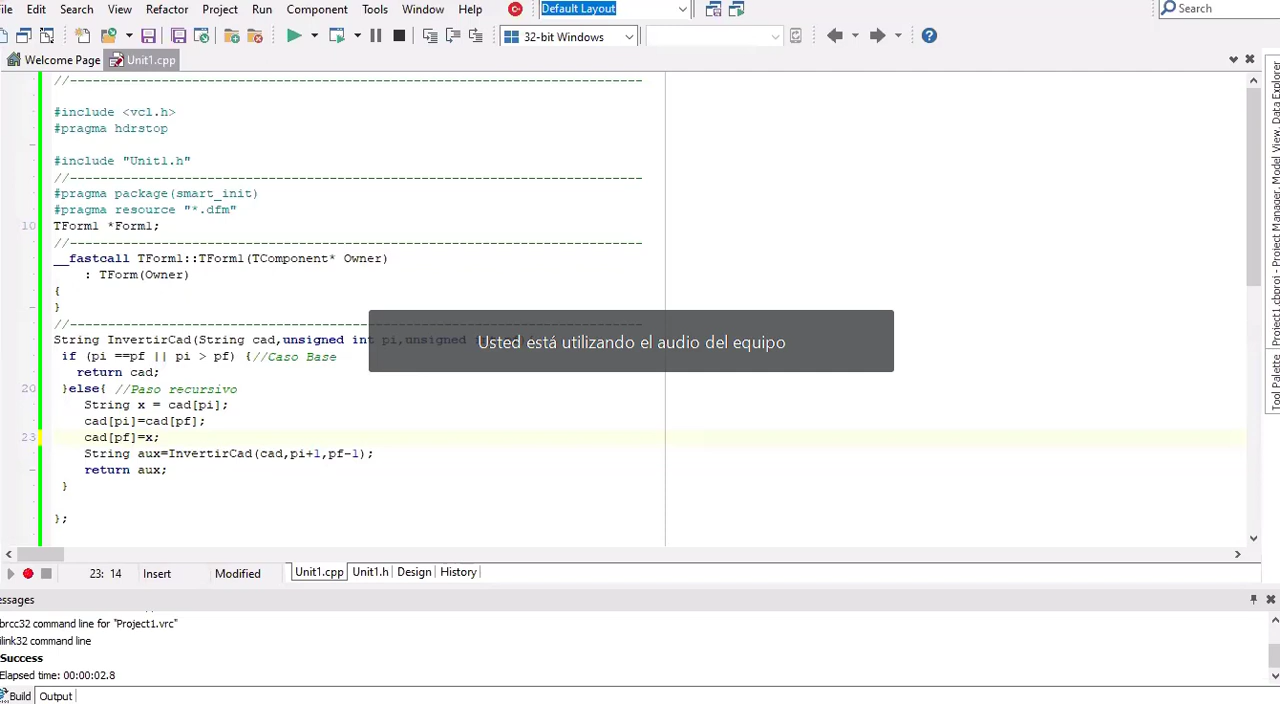 ile Edit Search View Refactor Project Run Component Tools Window Help Default Layout Search
32-bit Windows
Welcome Page Unit1.cpp
//---------------------------------------------------------------------------
#include <vcl.h>
#pragma hdrstop
#include "Unit1.h"
//---------------------------------------------------------------------------
#pragma package(smart_init)
#pragma resource "*.dfm"
10 TForm1 *Form1;
//---------------------------------------------------------------------------
__fastcall TForm1::TForm1(TComponent* Owner)
: TForm(Owner)
{
}
//---------------------------------------------------------------------------
String InvertirCad(String cad,unsigned int pi,unsigned
Usted está utilizando el audio del equipo
if (pi ==pf || pi > pf) {//Caso Base
return cad;
20 }else{ //Paso recursivo
String x = cad[pi];
cad[pi]=cad[pf];
23 cad[pf]=x;
String aux=InvertirCad(cad,pi+1,pf-1);
return aux;
}
};
23: 14 Insert Modified Unit1.cpp Unit1.h Design History
essages
brcc32 command line for "Project1.vrc"
ilink32 command line
Success
Elapsed time: 00:00:02.8
Build Output
Project1.cbproj - Project Manager, Model View, Data Explorer
Tool Palette